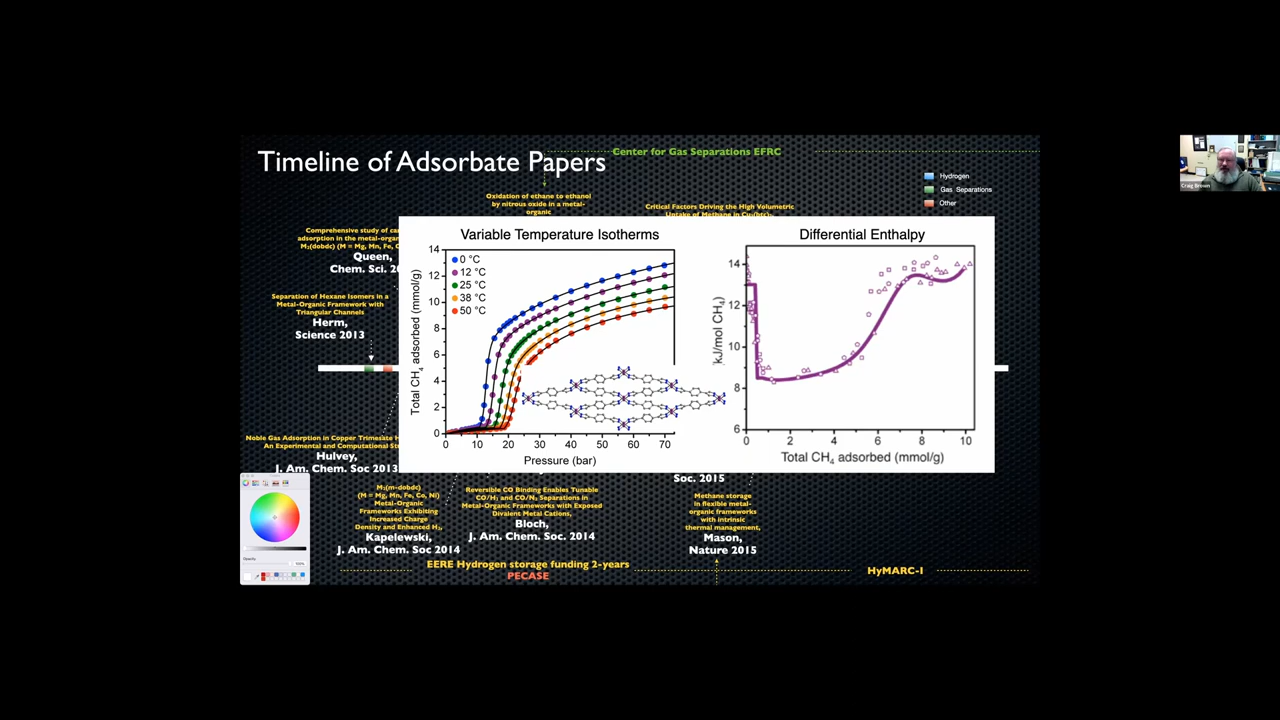 Timeline of Adsorbate Papers
Center for Gas Separations EFRC
Hydrogen
Gas Separations
Other
Craig Brown
Oxidation of ethane to ethanol
by nitrous oxide in a metal-
organic
Critical Factors Driving the High Volumetric
Uptake of Methane in Cu₃(btc)₂
Comprehensive study of
adsorption in the metal-organ
M₂(dobdc) (M = Mg, Mn, Fe, C
Queen,
Chem. Sci. 20
Separation of Hexane Isomers in a
Metal-Organic Framework with
Triangular Channels
Herm,
Science 2013
Variable Temperature Isotherms
14
12
10
8
6
4
2
0
0 °C
12 °C
25 °C
38 °C
50 °C
Total CH₄ adsorbed (mmol/g)
0 10 20 30 40 50 60 70
Pressure (bar)
Differential Enthalpy
14
12
10
8
6
kJ/mol CH₄)
0 2 4 6 8 10
Total CH₄ adsorbed (mmol/g)
Noble Gas Adsorption in Copper Trimesate
An Experimental and Computational
Hulvey,
J. Am. Chem. Soc 2013
Soc. 2015
M₂(m-dobdc)
(M = Mg, Mn, Fe, Co, Ni)
Metal-Organic
Frameworks Exhibiting
Increased Charge
Density and Enhanced H₂,
Kapelewski,
J. Am. Chem. Soc 2014
Reversible CO Binding Enables Tunable
CO/H₂ and CO/N₂ Separations in
Metal-Organic Frameworks with Exposed
Divalent Metal Cations,
Bloch,
J. Am. Chem. Soc. 2014
Methane storage
in flexible metal-
organic frameworks
with intrinsic
thermal management,
Mason,
Nature 2015
EERE Hydrogen storage funding 2-years
PECASE
HyMARC-I
Opacity
100%